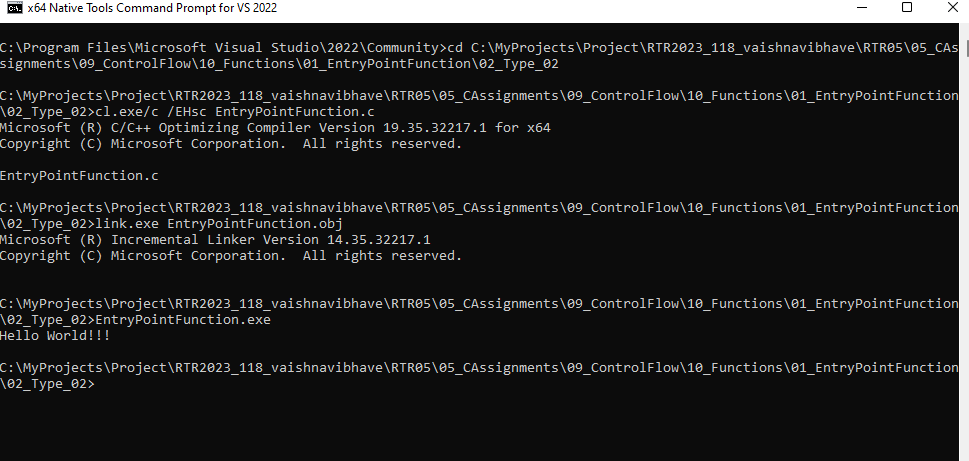 x64 Native Tools Command Prompt for VS 2022
C:\Program Files\Microsoft Visual Studio\2022\Community>cd C:\MyProjects\Project\RTR2023_118_vaishnavibhave\RTR05\05_CAs
signments\09_ControlFlow\10_Functions\01_EntryPointFunction\02_Type_02
C:\MyProjects\Project\RTR2023_118_vaishnavibhave\RTR05\05_CAssignments\09_ControlFlow\10_Functions\01_EntryPointFunction
\02_Type_02>cl.exe/c /EHsc EntryPointFunction.c
Microsoft (R) C/C++ Optimizing Compiler Version 19.35.32217.1 for x64
Copyright (C) Microsoft Corporation.  All rights reserved.
EntryPointFunction.c
C:\MyProjects\Project\RTR2023_118_vaishnavibhave\RTR05\05_CAssignments\09_ControlFlow\10_Functions\01_EntryPointFunction
\02_Type_02>link.exe EntryPointFunction.obj
Microsoft (R) Incremental Linker Version 14.35.32217.1
Copyright (C) Microsoft Corporation.  All rights reserved.
C:\MyProjects\Project\RTR2023_118_vaishnavibhave\RTR05\05_CAssignments\09_ControlFlow\10_Functions\01_EntryPointFunction
\02_Type_02>EntryPointFunction.exe
Hello World!!!
C:\MyProjects\Project\RTR2023_118_vaishnavibhave\RTR05\05_CAssignments\09_ControlFlow\10_Functions\01_EntryPointFunction
\02_Type_02>